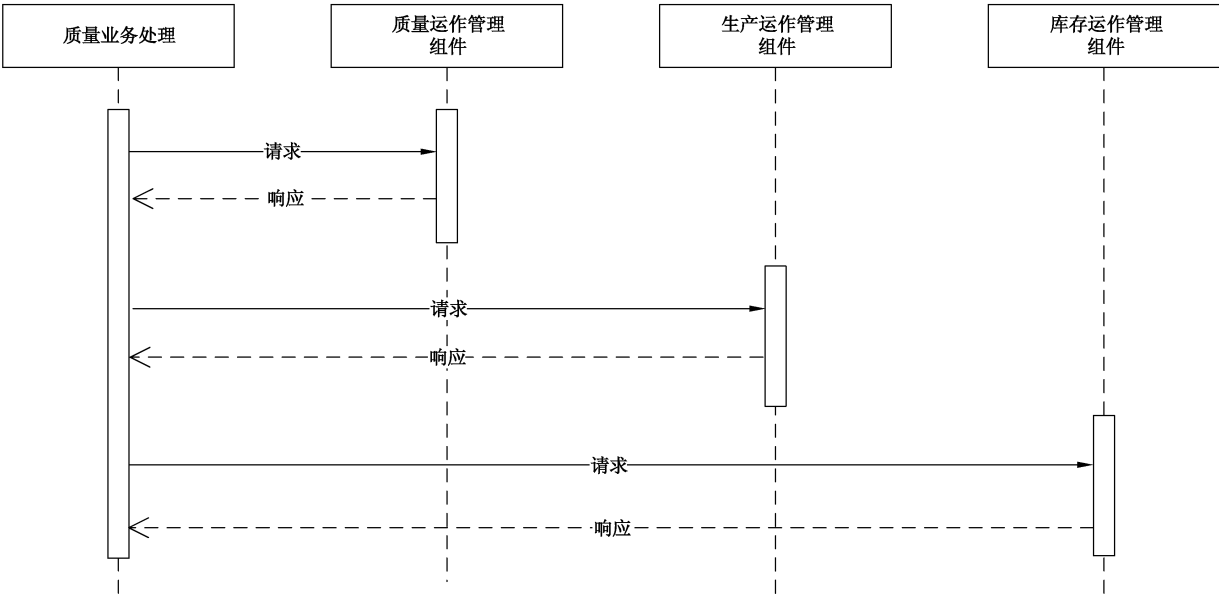 质量业务处理
质量运作管理
组件
生产运作管理
组件
库存运作管理
组件
请求
响应
请求
响应
请求
响应